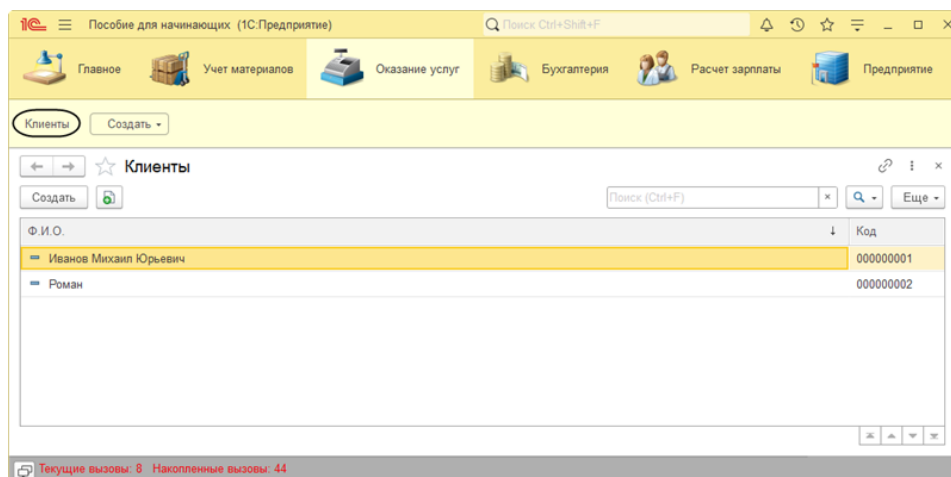 Пособие для начинающих (1С:Предприятие) Поиск Ctrl+Shift+F
Главное Учет материалов Оказание услуг Бухгалтерия Расчет зарплаты Предприятие
Клиенты Создать
Клиенты
Создать Поиск (Ctrl+F) Еще
Ф.И.О. Код
Иванов Михаил Юрьевич 000000001
Роман 000000002
Текущие вызовы: 8 Накопленные вызовы: 44